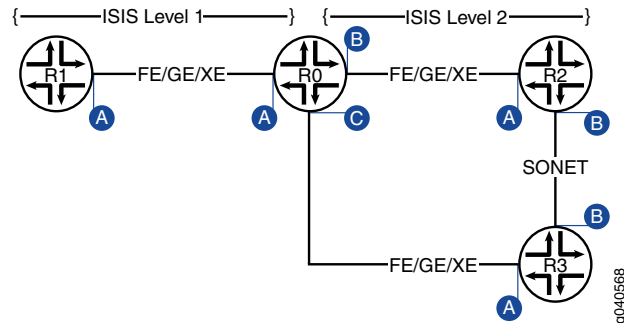 { ISIS Level 1 } { ISIS Level 2 }
B
R1 FE/GE/XE R0 FE/GE/XE R2
A A C A B
SONET
B
FE/GE/XE R3
A
g040568